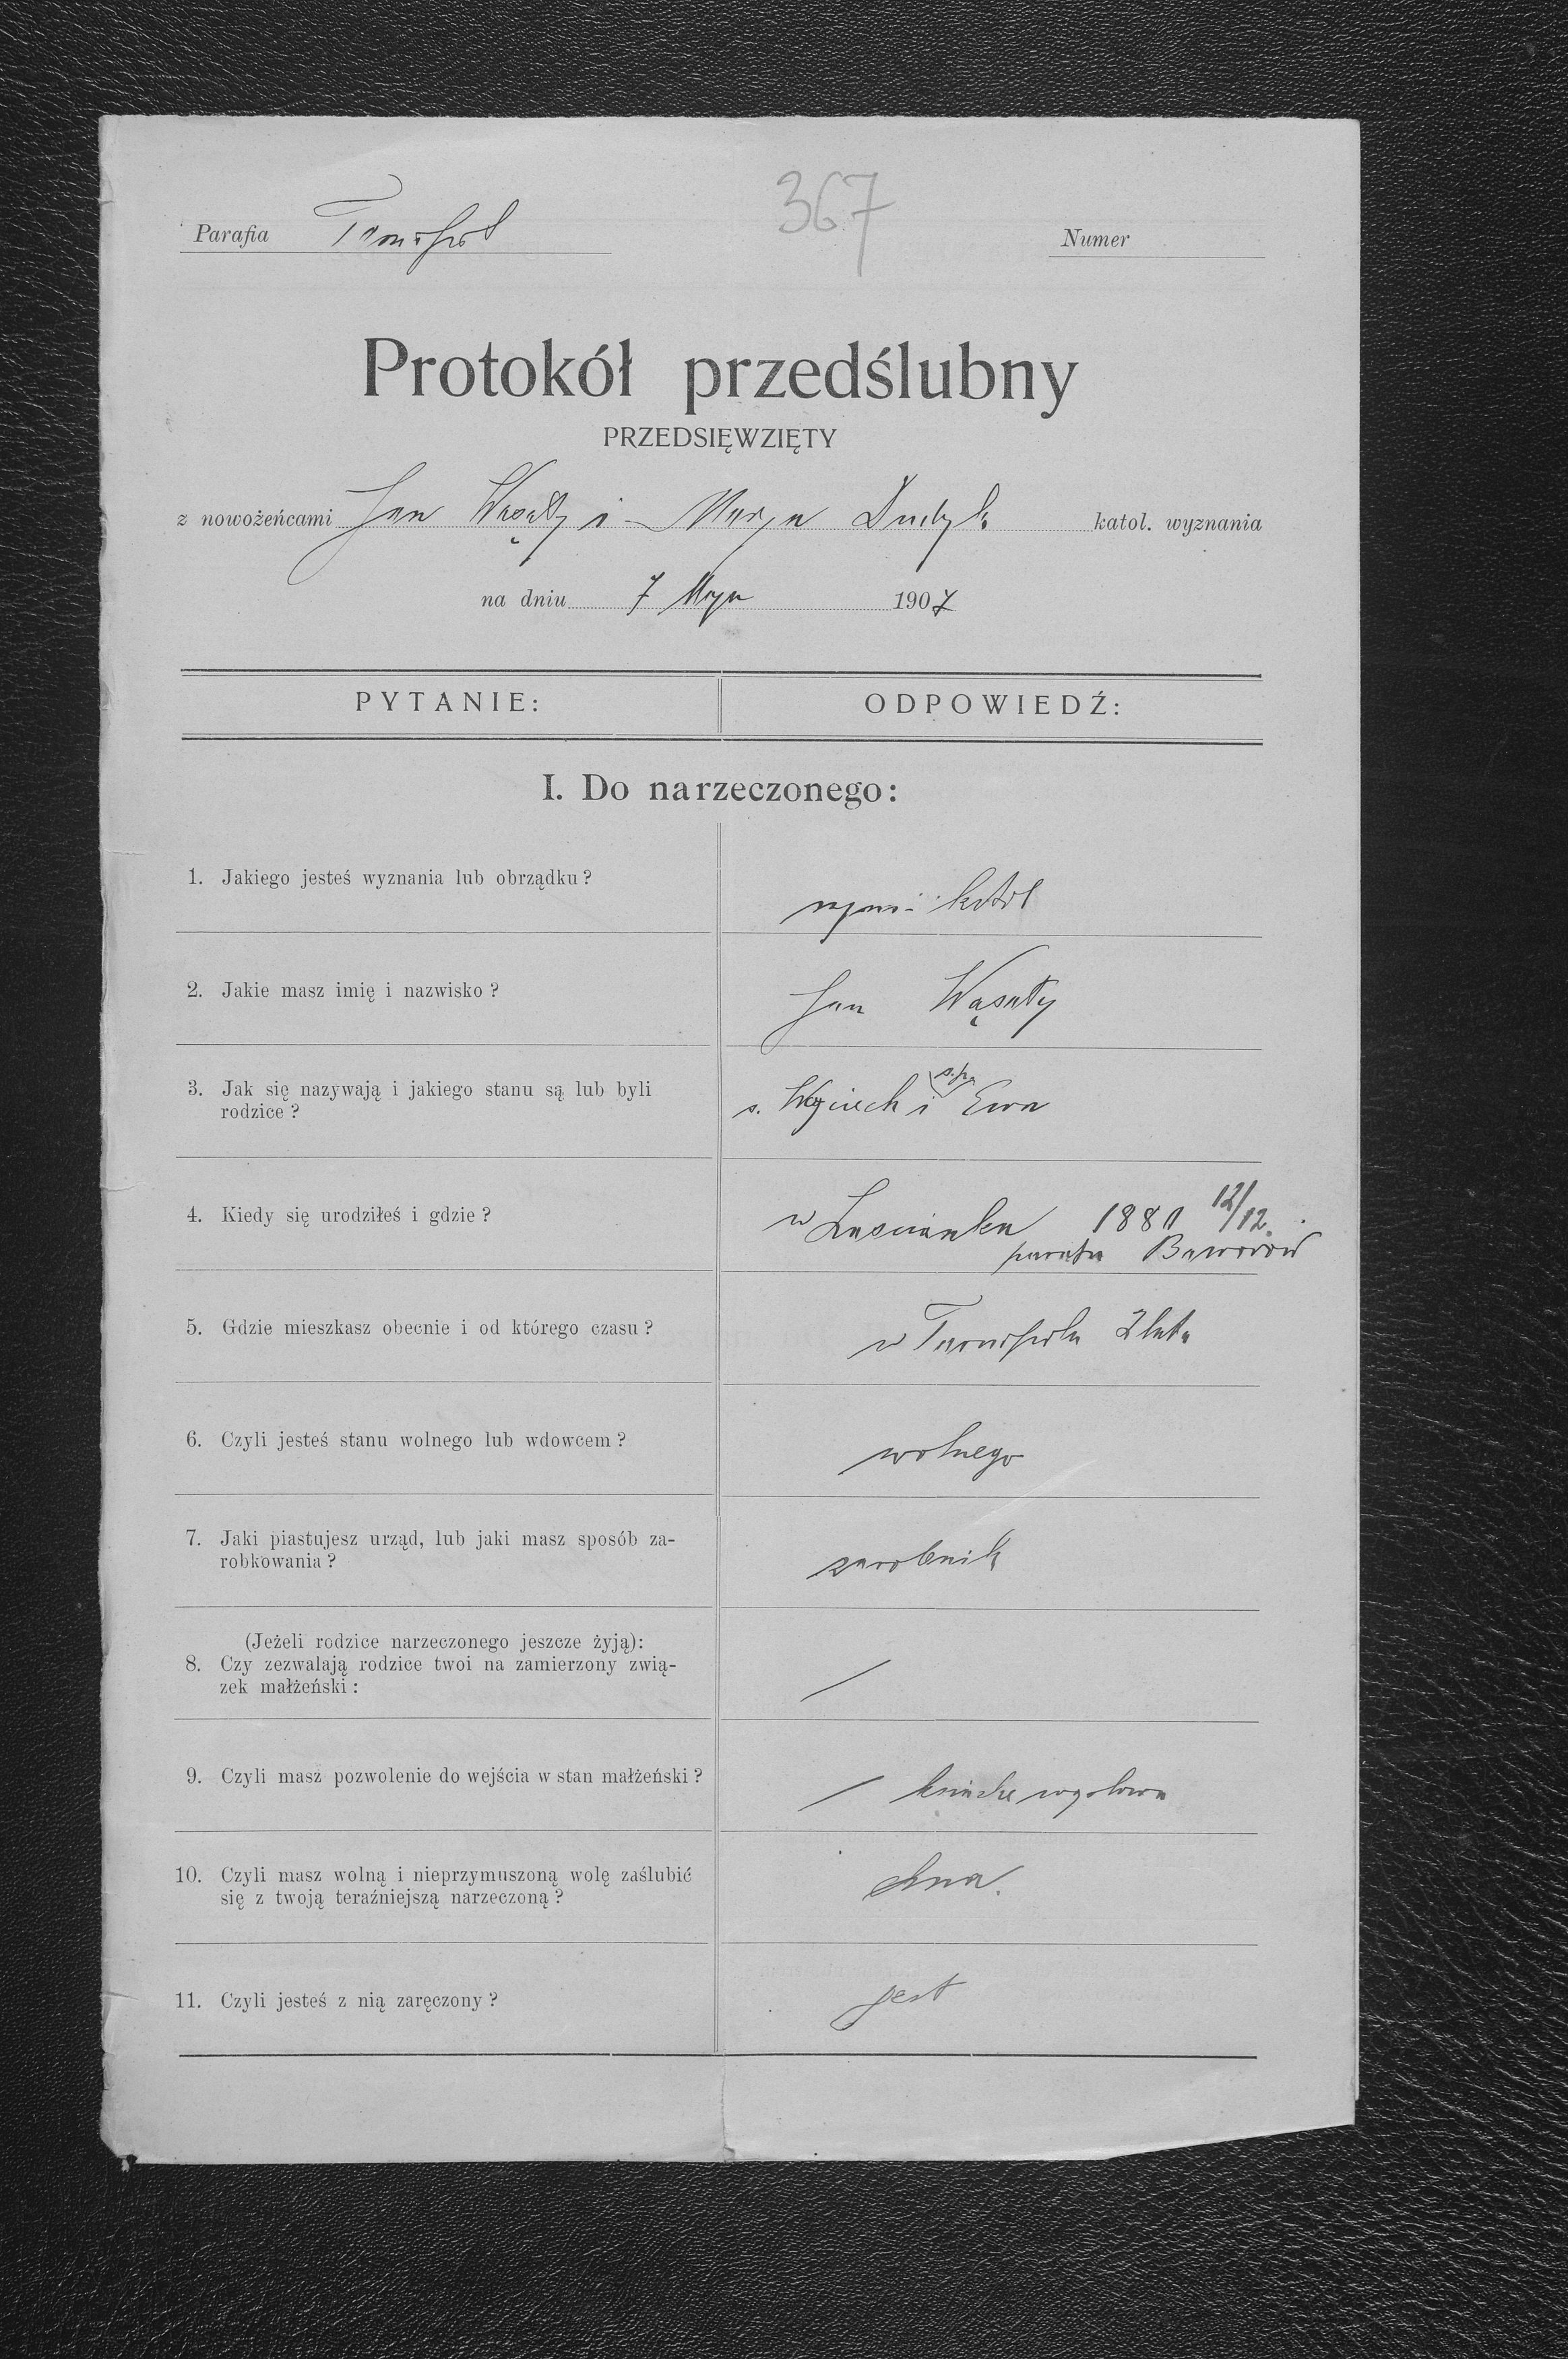 367
Parafia Tarnopol
Numer
Protokół przedślubny
PRZEDSIĘWZIĘTY
z nowożeńcami Jan Wąsaty i Marya Dudyk katol. wyznania
na dniu 7 Maja 1907
PYTANIE:
ODPOWIEDŹ:
I. Do narzeczonego:
1. Jakiego jesteś wyznania lub obrządku?
rzym. katol
2. Jakie masz imię i nazwisko?
Jan Wąsaty
3. Jak się nazywają i jakiego stanu są lub byli
rodzice?
s. Wojciech i Ewa
4. Kiedy się urodziłeś i gdzie?
w 1881 12/12
parafia Baworów
5. Gdzie mieszkasz obecnie i od którego czasu?
w Tarnopolu 2 lata
6. Czyli jesteś stanu wolnego lub wdowcem?
wolnego
7. Jaki piastujesz urząd, lub jaki masz sposób za-
robkowania?
zarobnik
(Jeżeli rodzice narzeczonego jeszcze żyją):
8. Czy zezwalają rodzice twoi na zamierzony zwią-
zek małżeński:
9. Czyli masz pozwolenie do wejścia w stan małżeński?
10. Czyli masz wolną i nieprzymuszoną wolę zaślubić
się z twoją teraźniejszą narzeczoną?
11. Czyli jesteś z nią zaręczony?
jest